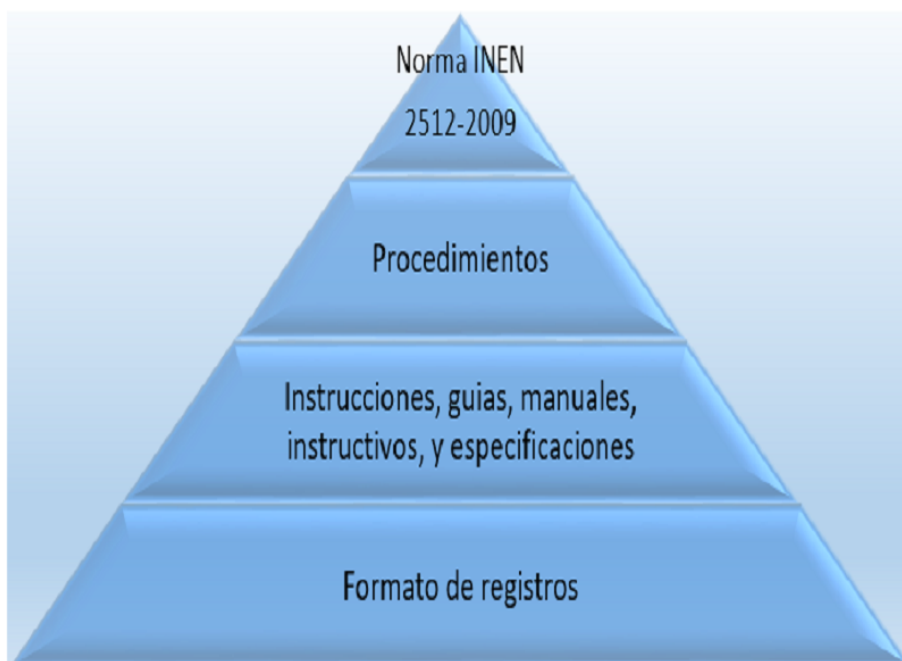 Norma INEN
2512-2009
Procedimientos
Instrucciones, guias, manuales,
instructivos, y especificaciones
Formato de registros